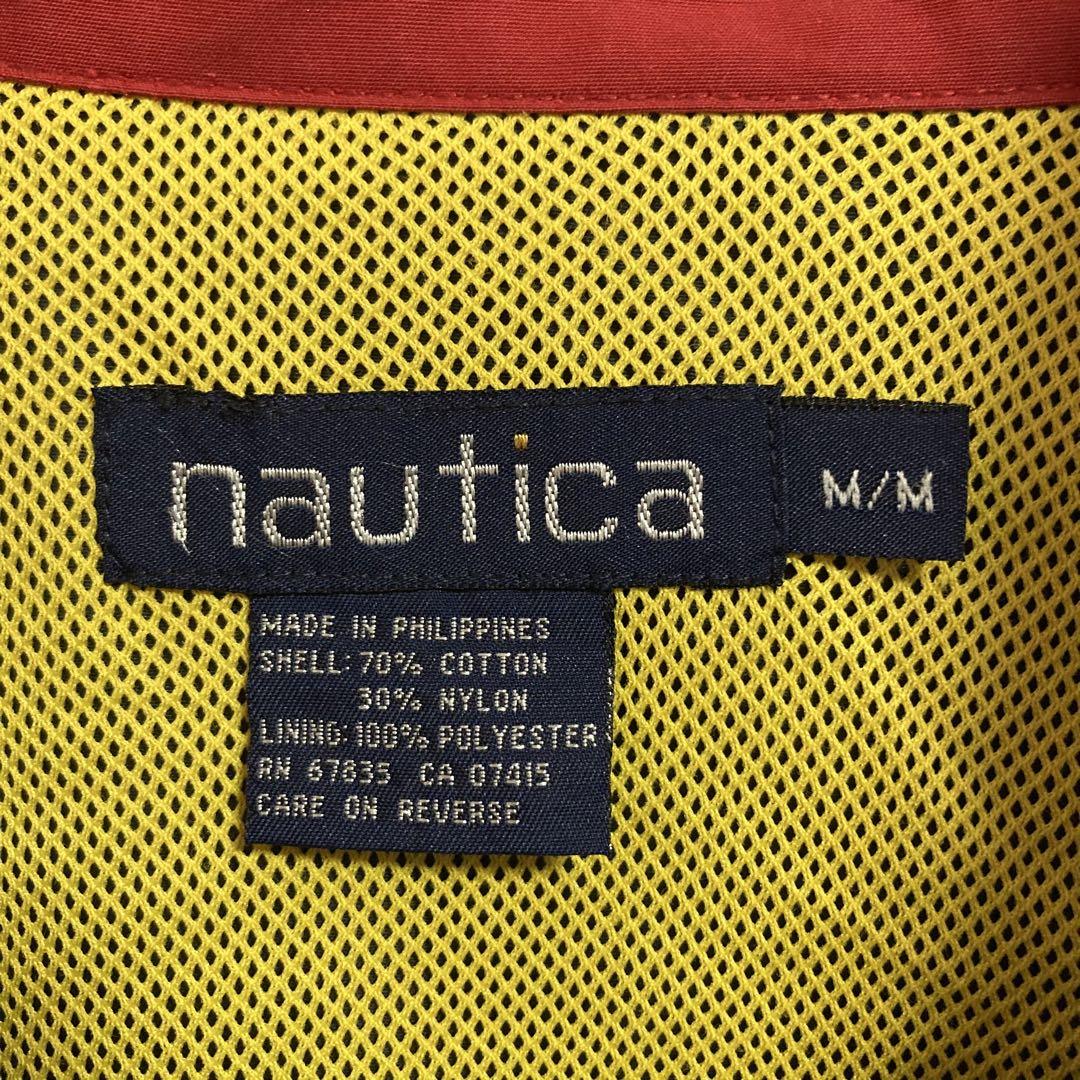 nautica
M/M
MADE IN PHILIPPINES
SHELL: 70% COTTON
30% NYLON
LINING: 100% POLYESTER
RN 67835 CA 07415
CARE ON REVERSE